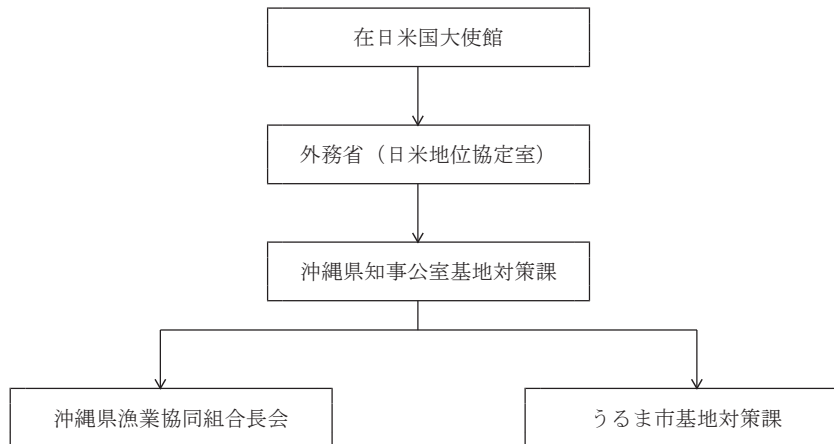 在日米国大使館
外務省（日米地位協定室）
沖縄県知事公室基地対策課
沖縄県漁業協同組合長会
うるま市基地対策課